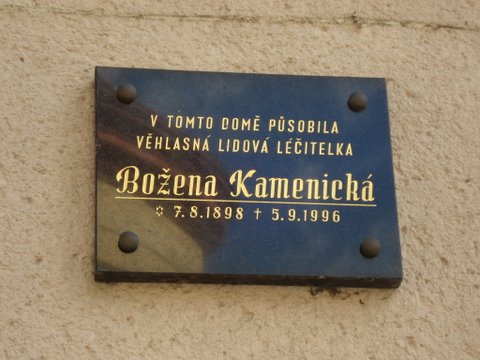 V TOMTO DOMĚ PŮSOBILA
VĚHLASNÁ LIDOVÁ LÉČITELKA
Božena Kamenická
☼ 7.8.1898 † 5.9.1996